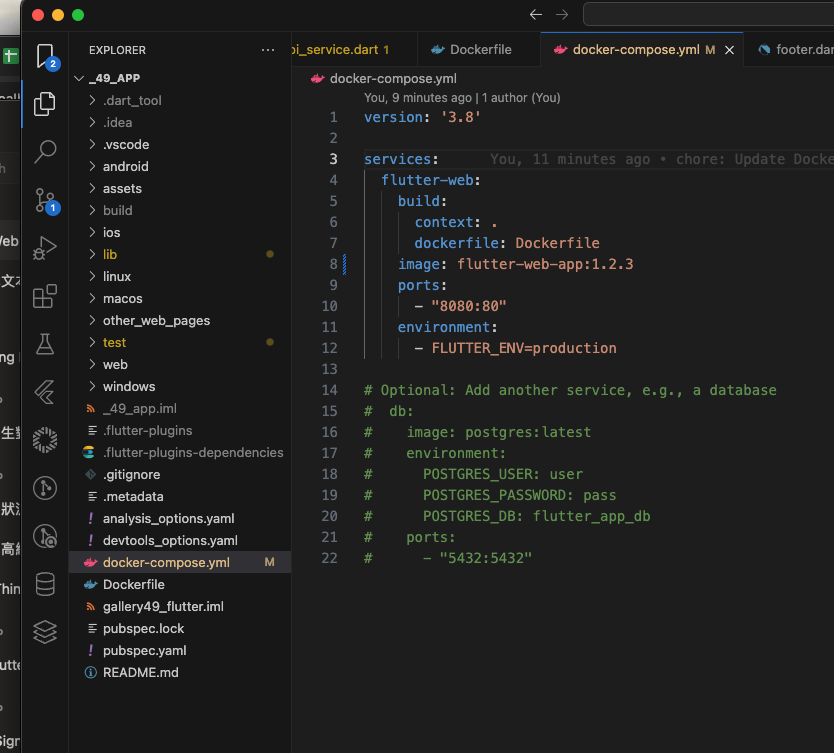 EXPLORER
_49_APP
.dart_tool
.idea
.vscode
android
assets
build
ios
lib
linux
macos
other_web_pages
test
web
windows
_49_app.iml
.flutter-plugins
.flutter-plugins-dependencies
.gitignore
.metadata
analysis_options.yaml
devtools_options.yaml
docker-compose.yml M
Dockerfile
gallery49_flutter.iml
pubspec.lock
pubspec.yaml
README.md
2
1
pi_service.dart 1
Dockerfile
docker-compose.yml M
footer.dar
docker-compose.yml
You, 9 minutes ago | 1 author (You)
1 version: '3.8'
2
3 services: You, 11 minutes ago • chore: Update Docke
4 flutter-web:
5 build:
6 context: .
7 dockerfile: Dockerfile
8 image: flutter-web-app:1.2.3
9 ports:
10 - "8080:80"
11 environment:
12 - FLUTTER_ENV=production
13
14 # Optional: Add another service, e.g., a database
15 # db:
16 # image: postgres:latest
17 # environment:
18 # POSTGRES_USER: user
19 # POSTGRES_PASSWORD: pass
20 # POSTGRES_DB: flutter_app_db
21 # ports:
22 # - "5432:5432"